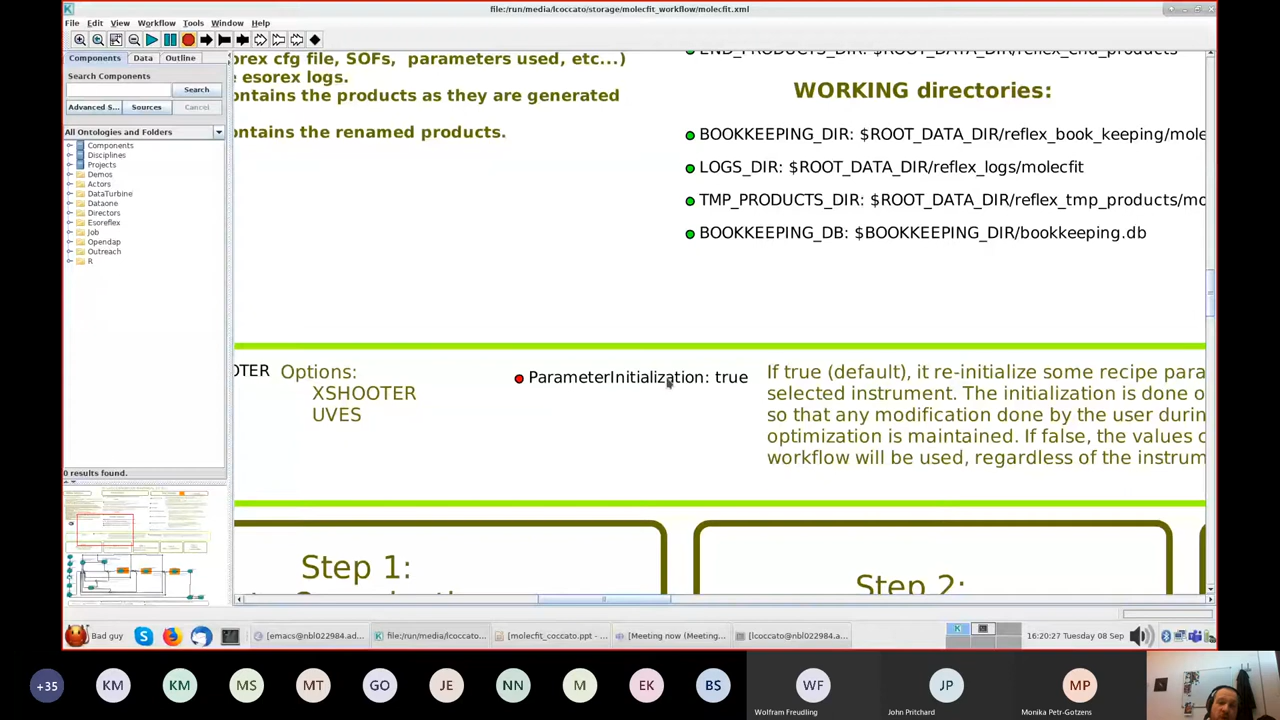 file:/run/media/lcoccato/storage/molecfit_workflow/molecfit.xml
File Edit View Workflow Tools Window Help
Components Data Outline
Search Components
Search
Advanced S... Sources Cancel
All Ontologies and Folders
Components
Disciplines
Projects
Demos
Actors
DataTurbine
Dataone
Directors
Esoreflex
Job
Opendap
Outreach
R
0 results found.
orex cfg file, SOFs, parameters used, etc...)
e esorex logs.
ontains the products as they are generated
ontains the renamed products.
END_PRODUCTS_DIR: $ROOT_DATA_DIR/reflex_end_products
WORKING directories:
BOOKKEEPING_DIR: $ROOT_DATA_DIR/reflex_book_keeping/mole
LOGS_DIR: $ROOT_DATA_DIR/reflex_logs/molecfit
TMP_PRODUCTS_DIR: $ROOT_DATA_DIR/reflex_tmp_products/mo
BOOKKEEPING_DB: $BOOKKEEPING_DIR/bookkeeping.db
OTER Options:
XSHOOTER
UVES
ParameterInitialization: true
If true (default), it re-initialize some recipe para
selected instrument. The initialization is done o
so that any modification done by the user durin
optimization is maintained. If false, the values o
workflow will be used, regardless of the instrum
Step 1:
Step 2:
Bad guy
[emacs@nbl022984.ad...
file:/run/media/lcoccato...
[molecfit_coccato.ppt - ...
[Meeting now (Meeting...
[lcoccato@nbl022984.a...
16:20:27 Tuesday 08 Sep
+35 KM KM MS MT GO JE NN M EK BS WF JP MP
Wolfram Freudling John Pritchard Monika Petr-Gotzens